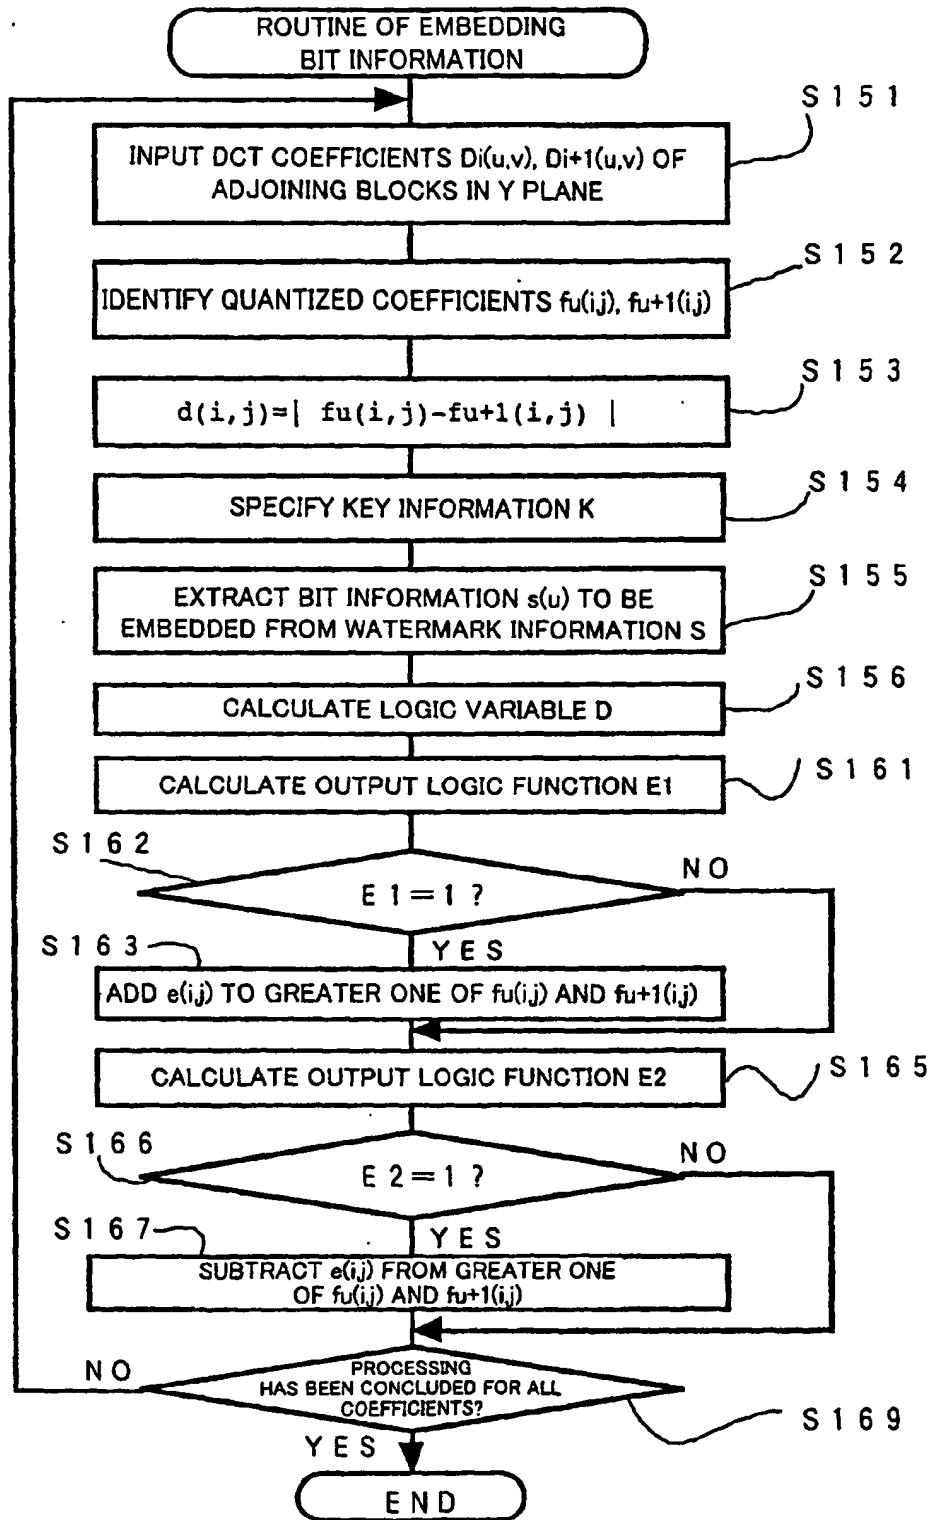 ROUTINE OF EMBEDDING
BIT INFORMATION
S151
INPUT DCT COEFFICIENTS Di(u,v), Di+1(u,v) OF
ADJOINING BLOCKS IN Y PLANE
S152
IDENTIFY QUANTIZED COEFFICIENTS fu(i,j), fu+1(i,j)
S153
d(i,j)=| fu(i,j)-fu+1(i,j) |
S154
SPECIFY KEY INFORMATION K
S155
EXTRACT BIT INFORMATION s(u) TO BE
EMBEDDED FROM WATERMARK INFORMATION S
S156
CALCULATE LOGIC VARIABLE D
S161
CALCULATE OUTPUT LOGIC FUNCTION E1
S162
E1=1?
NO
YES
S163
ADD e(i,j) TO GREATER ONE OF fu(i,j) AND fu+1(i,j)
S165
CALCULATE OUTPUT LOGIC FUNCTION E2
S166
E2=1?
NO
YES
S167
SUBTRACT e(i,j) FROM GREATER ONE
OF fu(i,j) AND fu+1(i,j)
NO
PROCESSING
HAS BEEN CONCLUDED FOR ALL
COEFFICIENTS?
S169
YES
END